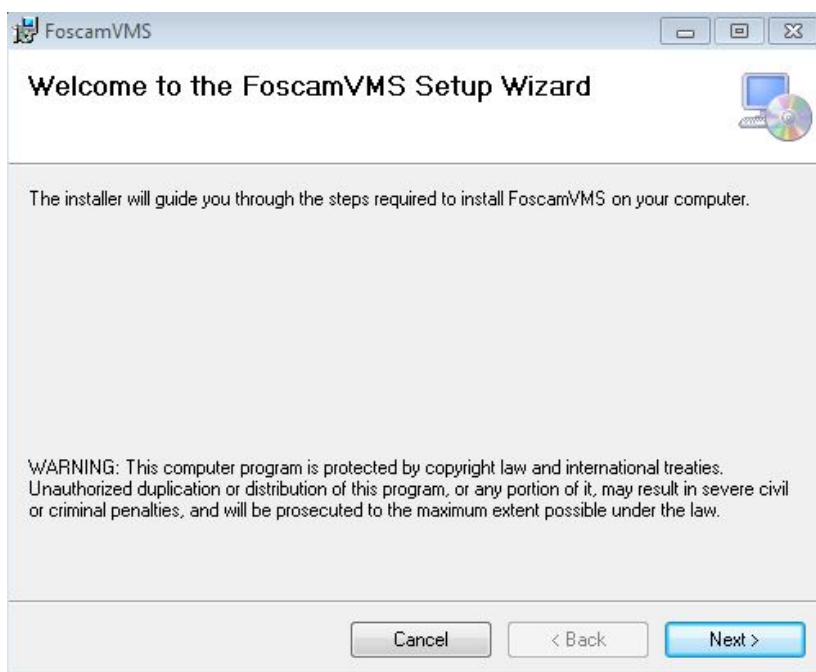 FoscamVMS
Welcome to the FoscamVMS Setup Wizard
The installer will guide you through the steps required to install FoscamVMS on your computer.
WARNING: This computer program is protected by copyright law and international treaties.
Unauthorized duplication or distribution of this program, or any portion of it, may result in severe civil
or criminal penalties, and will be prosecuted to the maximum extent possible under the law.
Cancel
< Back
Next >